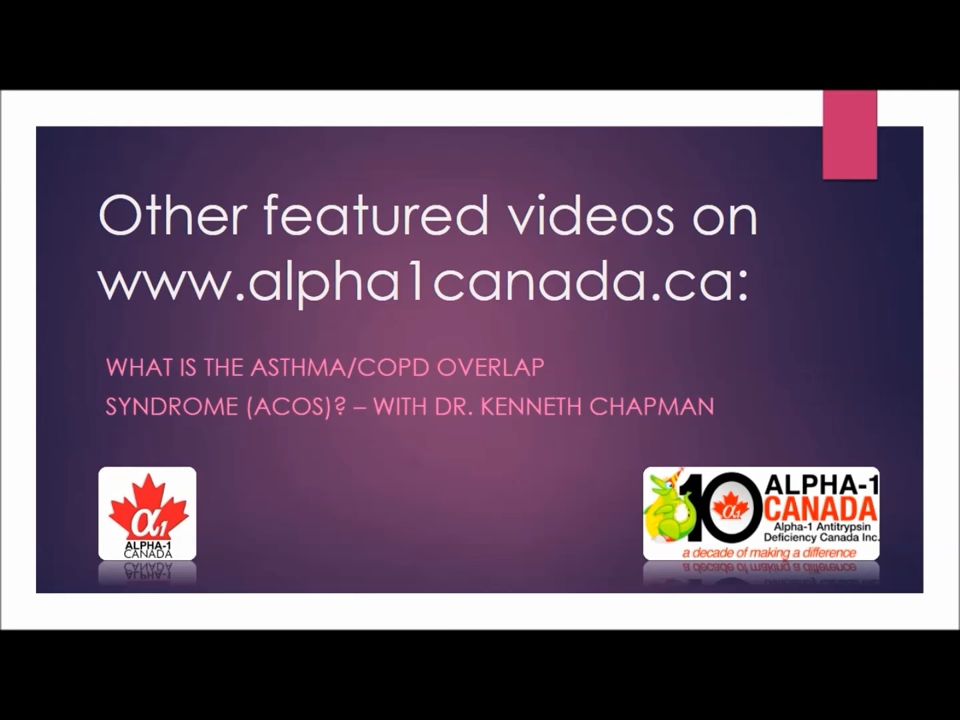 Other featured videos on
www.alpha1canada.ca:
WHAT IS THE ASTHMA/COPD OVERLAP
SYNDROME (ACOS)? – WITH DR. KENNETH CHAPMAN
α1
ALPHA-1
CANADA
10
α1
ALPHA-1
CANADA
Alpha-1 Antitrypsin
Deficiency Canada Inc.
a decade of making a difference